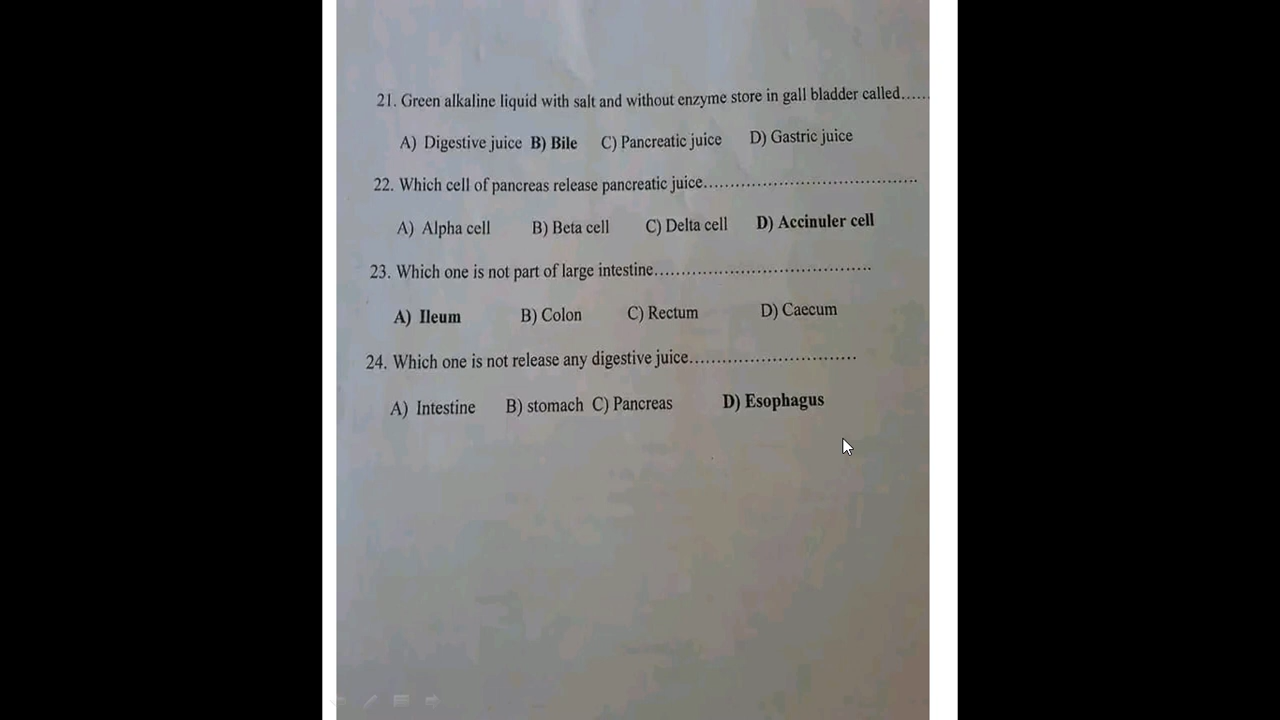 21. Green alkaline liquid with salt and without enzyme store in gall bladder called......
A) Digestive juice B) Bile C) Pancreatic juice D) Gastric juice
22. Which cell of pancreas release pancreatic juice.......................................
A) Alpha cell B) Beta cell C) Delta cell D) Accinuler cell
23. Which one is not part of large intestine.......................................
A) Ileum B) Colon C) Rectum D) Caecum
24. Which one is not release any digestive juice..............................
A) Intestine B) stomach C) Pancreas D) Esophagus